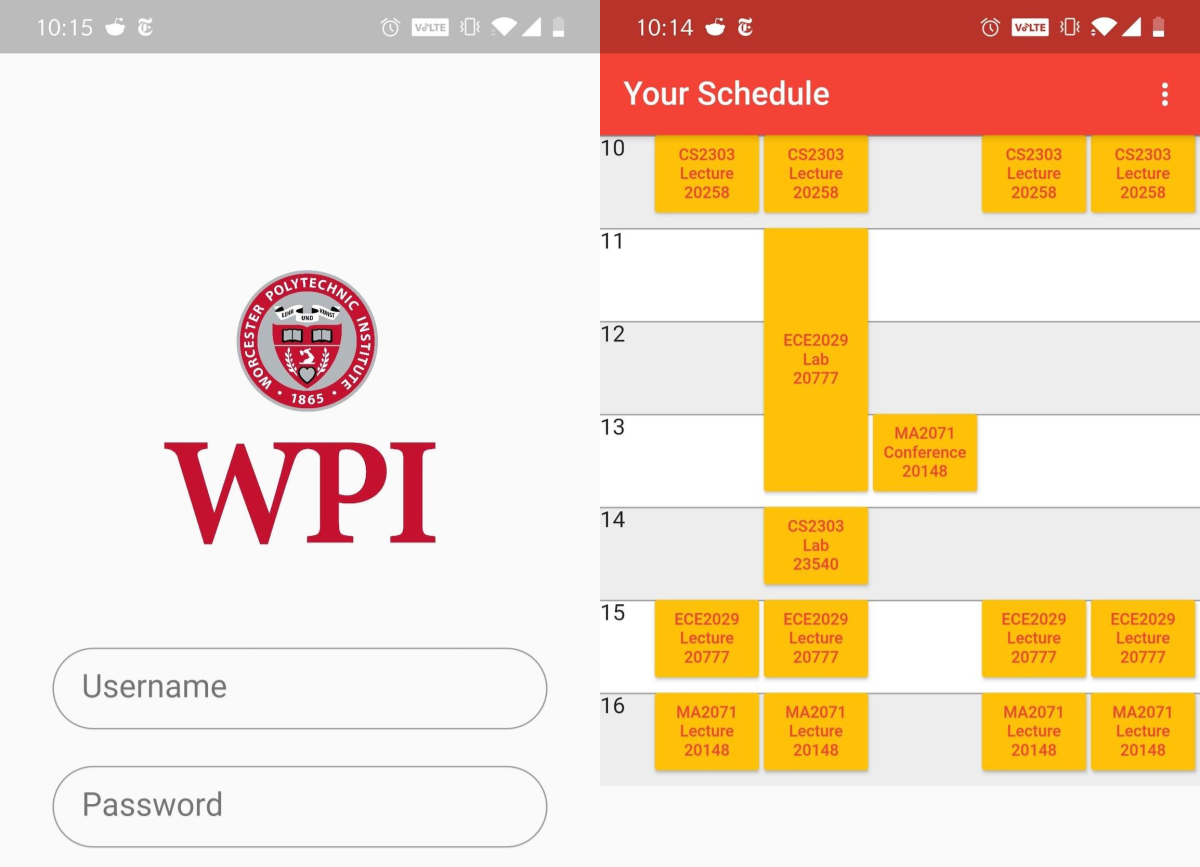 10:15
VoLTE
WORCESTER POLYTECHNIC INSTITUTE
LEHR UND KUNST
1865
WPI
Username
Password
10:14
VoLTE
Your Schedule
10
CS2303
Lecture
20258
CS2303
Lecture
20258
CS2303
Lecture
20258
CS2303
Lecture
20258
11
12
ECE2029
Lab
20777
13
MA2071
Conference
20148
14
CS2303
Lab
23540
15
ECE2029
Lecture
20777
ECE2029
Lecture
20777
ECE2029
Lecture
20777
ECE2029
Lecture
20777
16
MA2071
Lecture
20148
MA2071
Lecture
20148
MA2071
Lecture
20148
MA2071
Lecture
20148